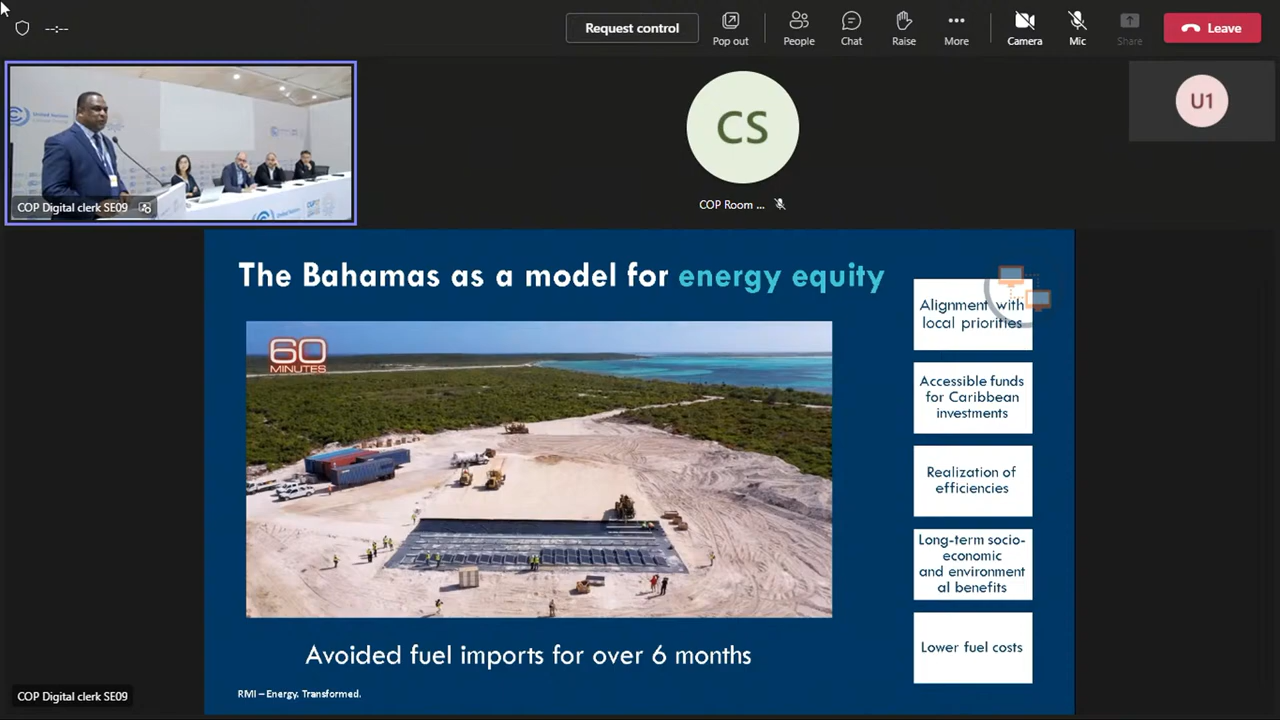 --:--
Request control
Pop out
People
Chat
Raise
More
Camera
Mic
Share
Leave
United Nations
COP Digital clerk SE09
CS
COP Room ...
U1
The Bahamas as a model for energy equity
60
MINUTES
Alignment with
local priorities
Accessible funds
for Caribbean
investments
Realization of
efficiencies
Long-term socio-
economic
and environment
al benefits
Lower fuel costs
Avoided fuel imports for over 6 months
RMI – Energy. Transformed.
COP Digital clerk SE09